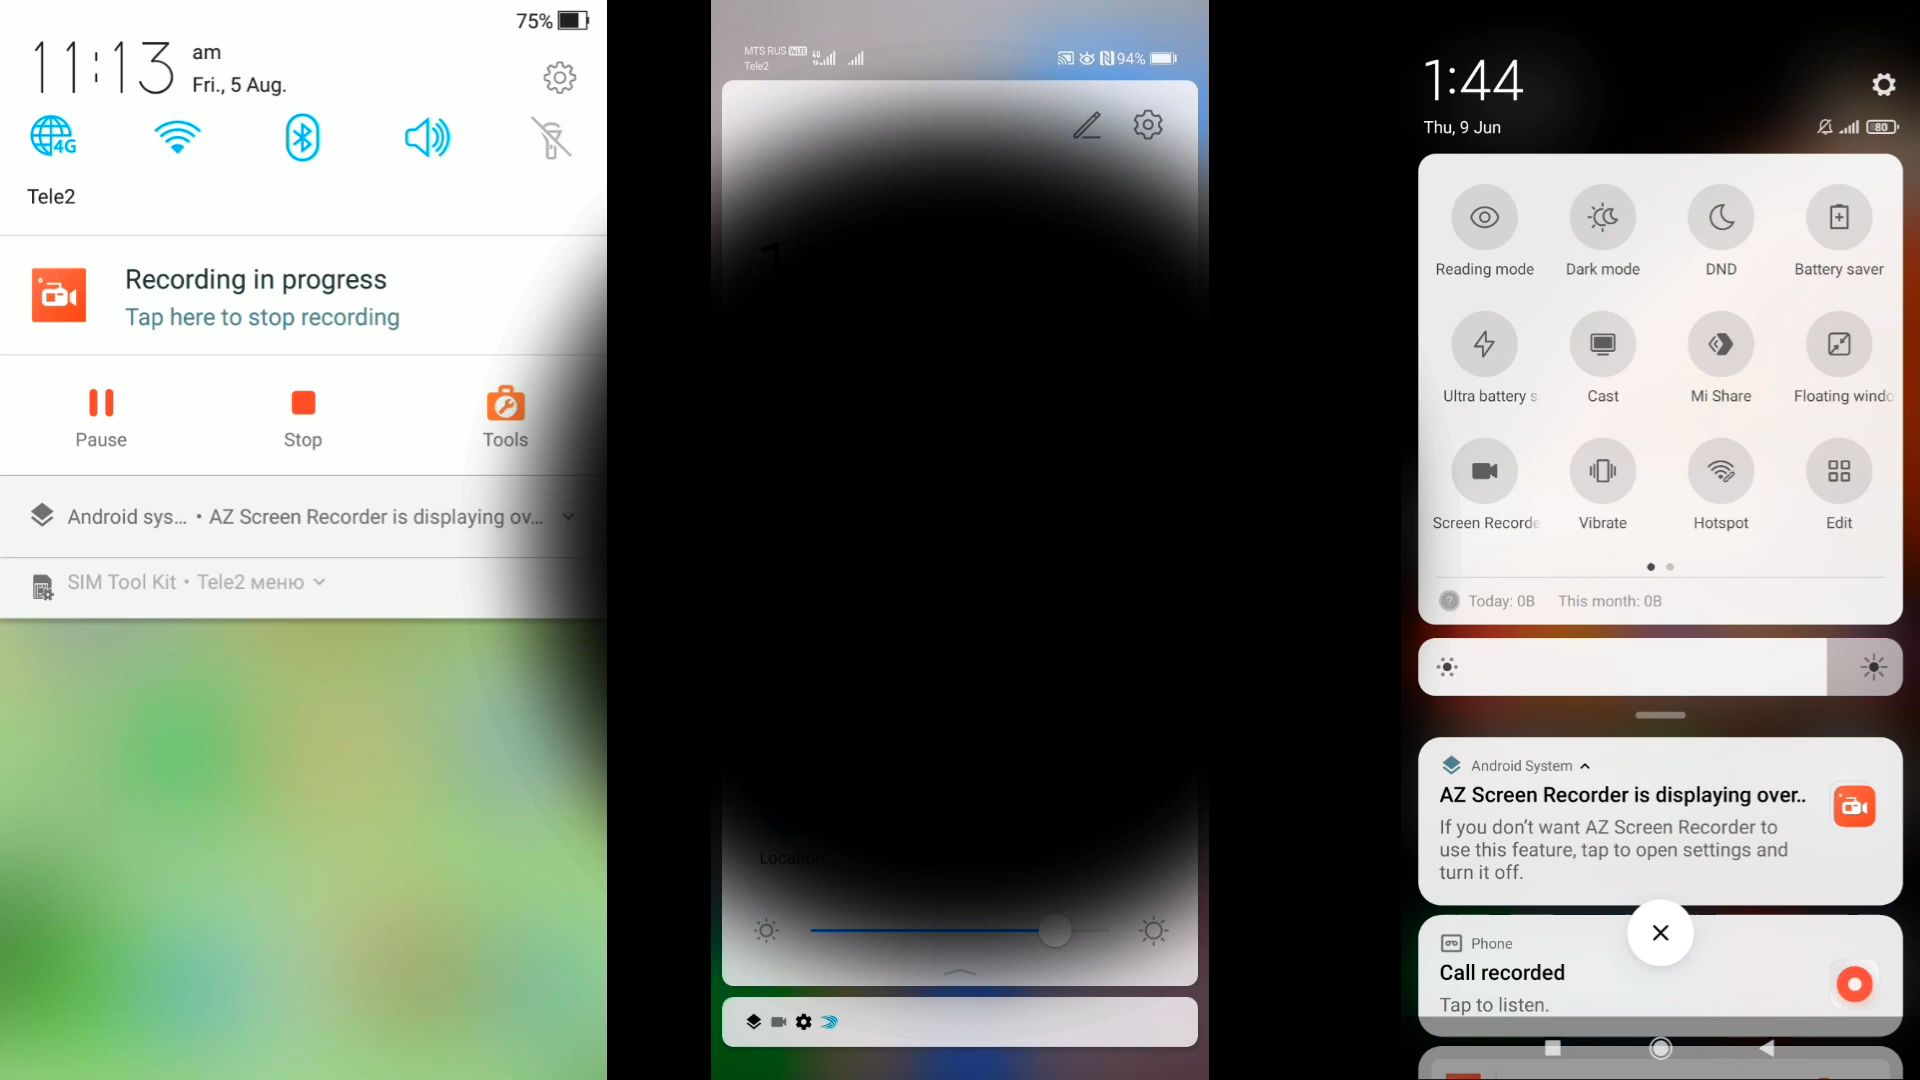 75%
11:13
am
Fri., 5 Aug.
4G
Tele2
Recording in progress
Tap here to stop recording
Pause
Stop
Tools
Android sys... • AZ Screen Recorder is displaying ov...
SIM Tool Kit • Tele2 меню
MTS RUS VoLTE
Tele2
4G
94%
Location
1:44
Thu, 9 Jun
80
Reading mode
Dark mode
DND
Battery saver
Ultra battery s
Cast
Mi Share
Floating windo
Screen Recorde
Vibrate
Hotspot
Edit
Today: 0B
This month: 0B
Android System
AZ Screen Recorder is displaying over..
If you don't want AZ Screen Recorder to
use this feature, tap to open settings and
turn it off.
Phone
Call recorded
Tap to listen.